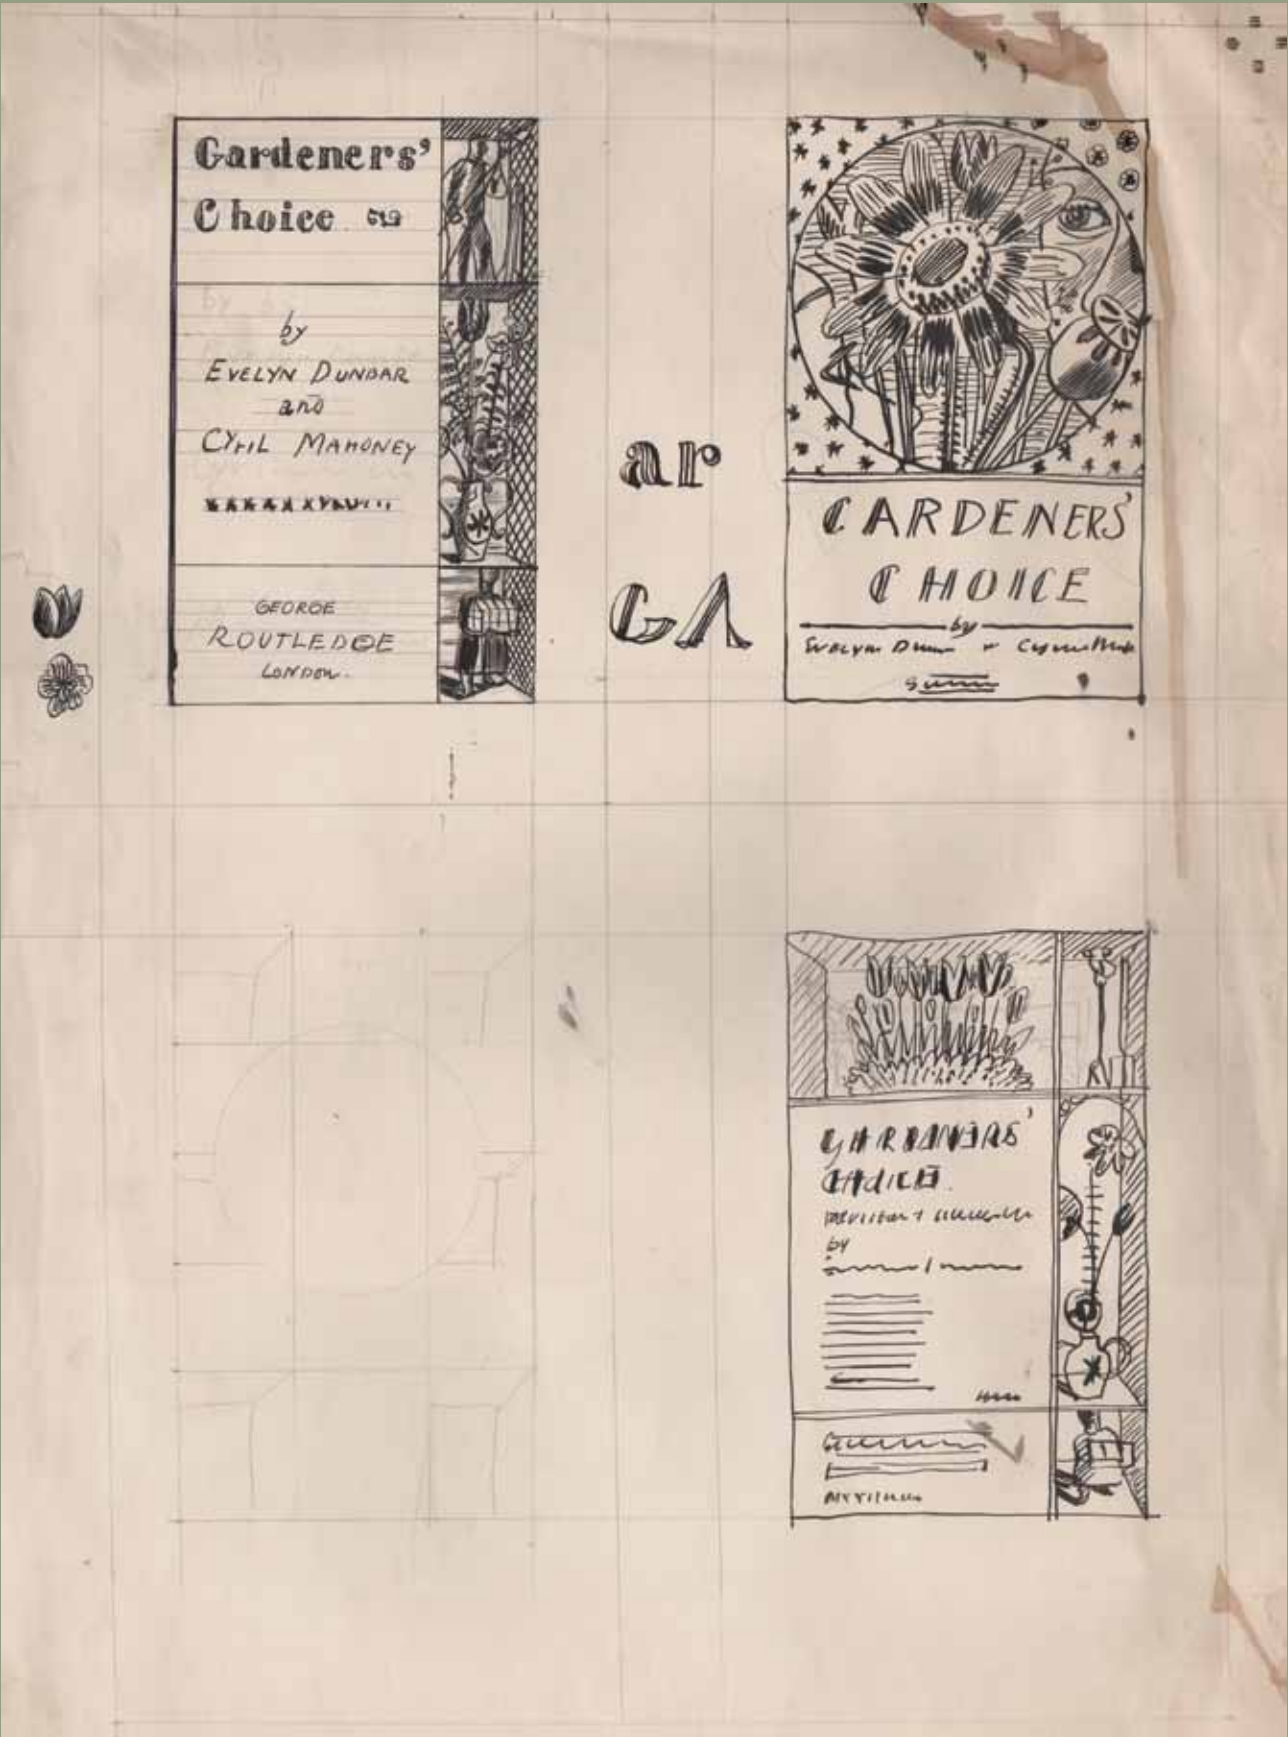 Gardeners'
Choice
by
EVELYN DUNBAR
and
CYrIL MAHONEY
GEORGE
ROUTLEDGE
LONDON.
ar
GA
GARDENERS'
CHOICE
by
EVELYN
GARDENERS'
CHOICE
by